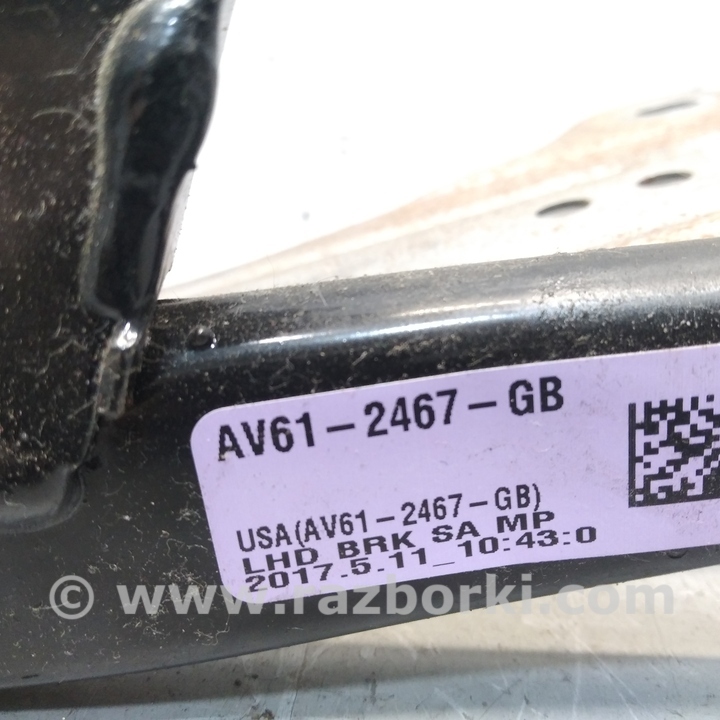 AV61-2467-GB
USA(AV61-2467-GB)
LHD BRK SA MP
2017.5.11_10:43:0
© www.razborki.com